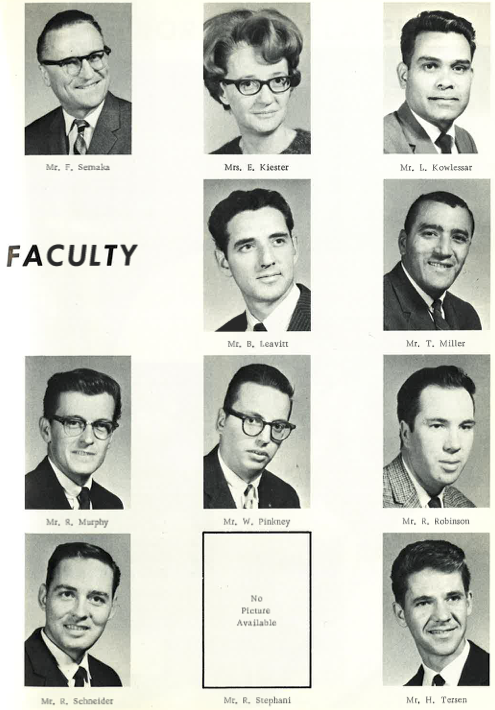 Mr. F. Semaka
Mrs. E. Kiester
Mr. L. Kowlessar
FACULTY
Mr. B. Leavitt
Mr. T. Miller
Mr. R. Murphy
Mr. W. Pinkney
Mr. R. Robinson
No
Picture
Available
Mr. R. Schneider
Mr. R. Stephani
Mr. H. Tersen